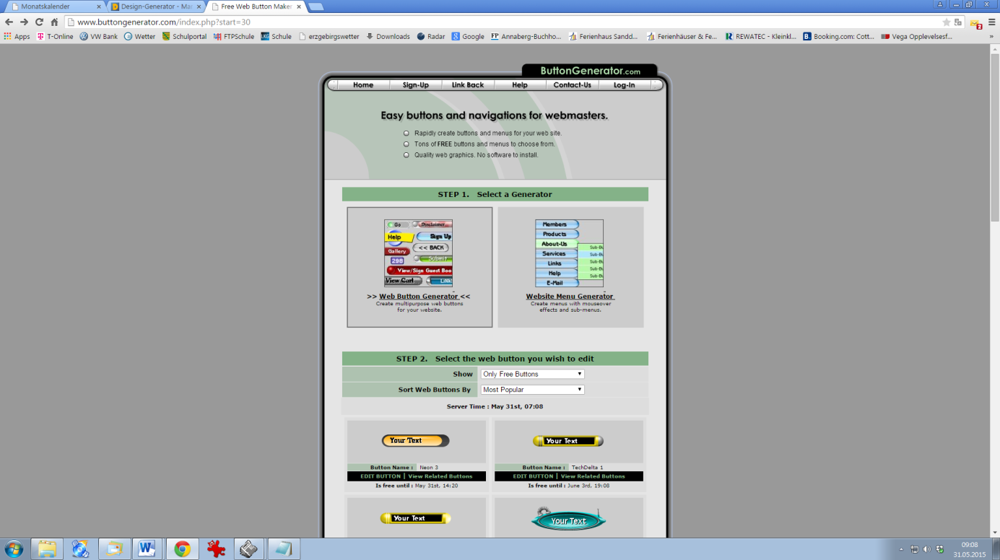 Monatskalender
Design-Generator - Mar
Free Web Button Maker
www.buttongenerator.com/index.php?start=30
Apps T-Online VW Bank Wetter Schulportal FTPSchule Schule erzgebirgswetter Downloads Radar Google Annaberg-Buchho... Ferienhaus Sandd... Ferienhäuser & Fe... REWATEC - Kleinkl... Booking.com: Cott... Vega Opplevelsesf... »
ButtonGenerator.com
Home Sign-Up Link Back Help Contact-Us Log-In
Easy buttons and navigations for webmasters.
Rapidly create buttons and menus for your web site.
Tons of FREE buttons and menus to choose from.
Quality web graphics. No software to install.
STEP 1. Select a Generator
Go Disclaimer
Help Sign Up
<< BACK
Gallery
298 Submit
View/Sign Guest Boo
View Cart LINK
>> Web Button Generator <<
Create multipurpose web buttons
for your website.
Members
Products
About-Us
Sub-Bu
Services Sub-Bu
Links Sub-Bu
Help Sub-Bu
E-Mail Sub-Bu
Website Menu Generator
Create menus with mouseover
effects and sub-menus.
STEP 2. Select the web button you wish to edit
Show Only Free Buttons
Sort Web Buttons By Most Popular
Server Time : May 31st, 07:08
Your Text
Button Name : Neon 3
EDIT BUTTON | View Related Buttons
Is free until : May 31st, 14:20
Your Text
Button Name : TechDelta 1
EDIT BUTTON | View Related Buttons
Is free until : June 3rd, 19:08
Your Text
Your Text
09:08
31.05.2015